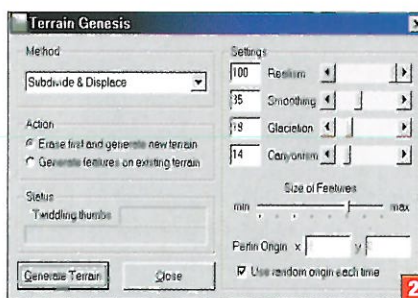 Terrain Genesis
Method
Subdivide & Displace
Action
Erase first and generate new terrain
Generate features on existing terrain
Status
Twiddling thumbs
Generate Terrain
Close
Settings
100 Realism
35 Smoothing
19 Glaciation
14 Canyonism
Size of Features
min max
Perlin Origin x y
Use random origin each time
2